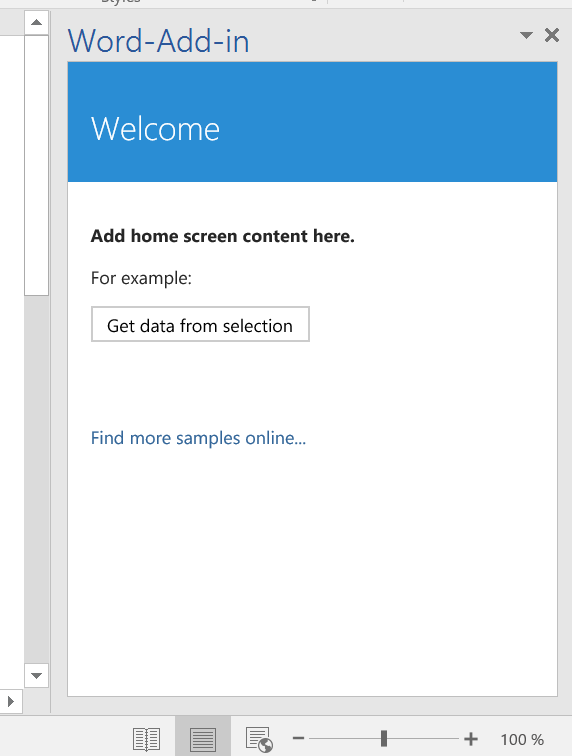 Styles
Word-Add-in
Welcome
Add home screen content here.
For example:
Get data from selection
Find more samples online...
100 %